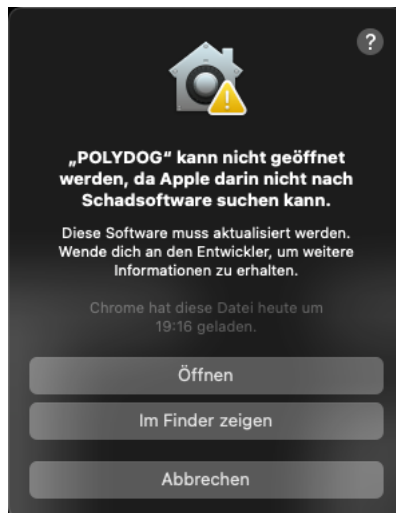 ?
„POLYDOG“ kann nicht geöffnet
werden, da Apple darin nicht nach
Schadsoftware suchen kann.
Diese Software muss aktualisiert werden.
Wende dich an den Entwickler, um weitere
Informationen zu erhalten.
Chrome hat diese Datei heute um
19:16 geladen.
Öffnen
Im Finder zeigen
Abbrechen